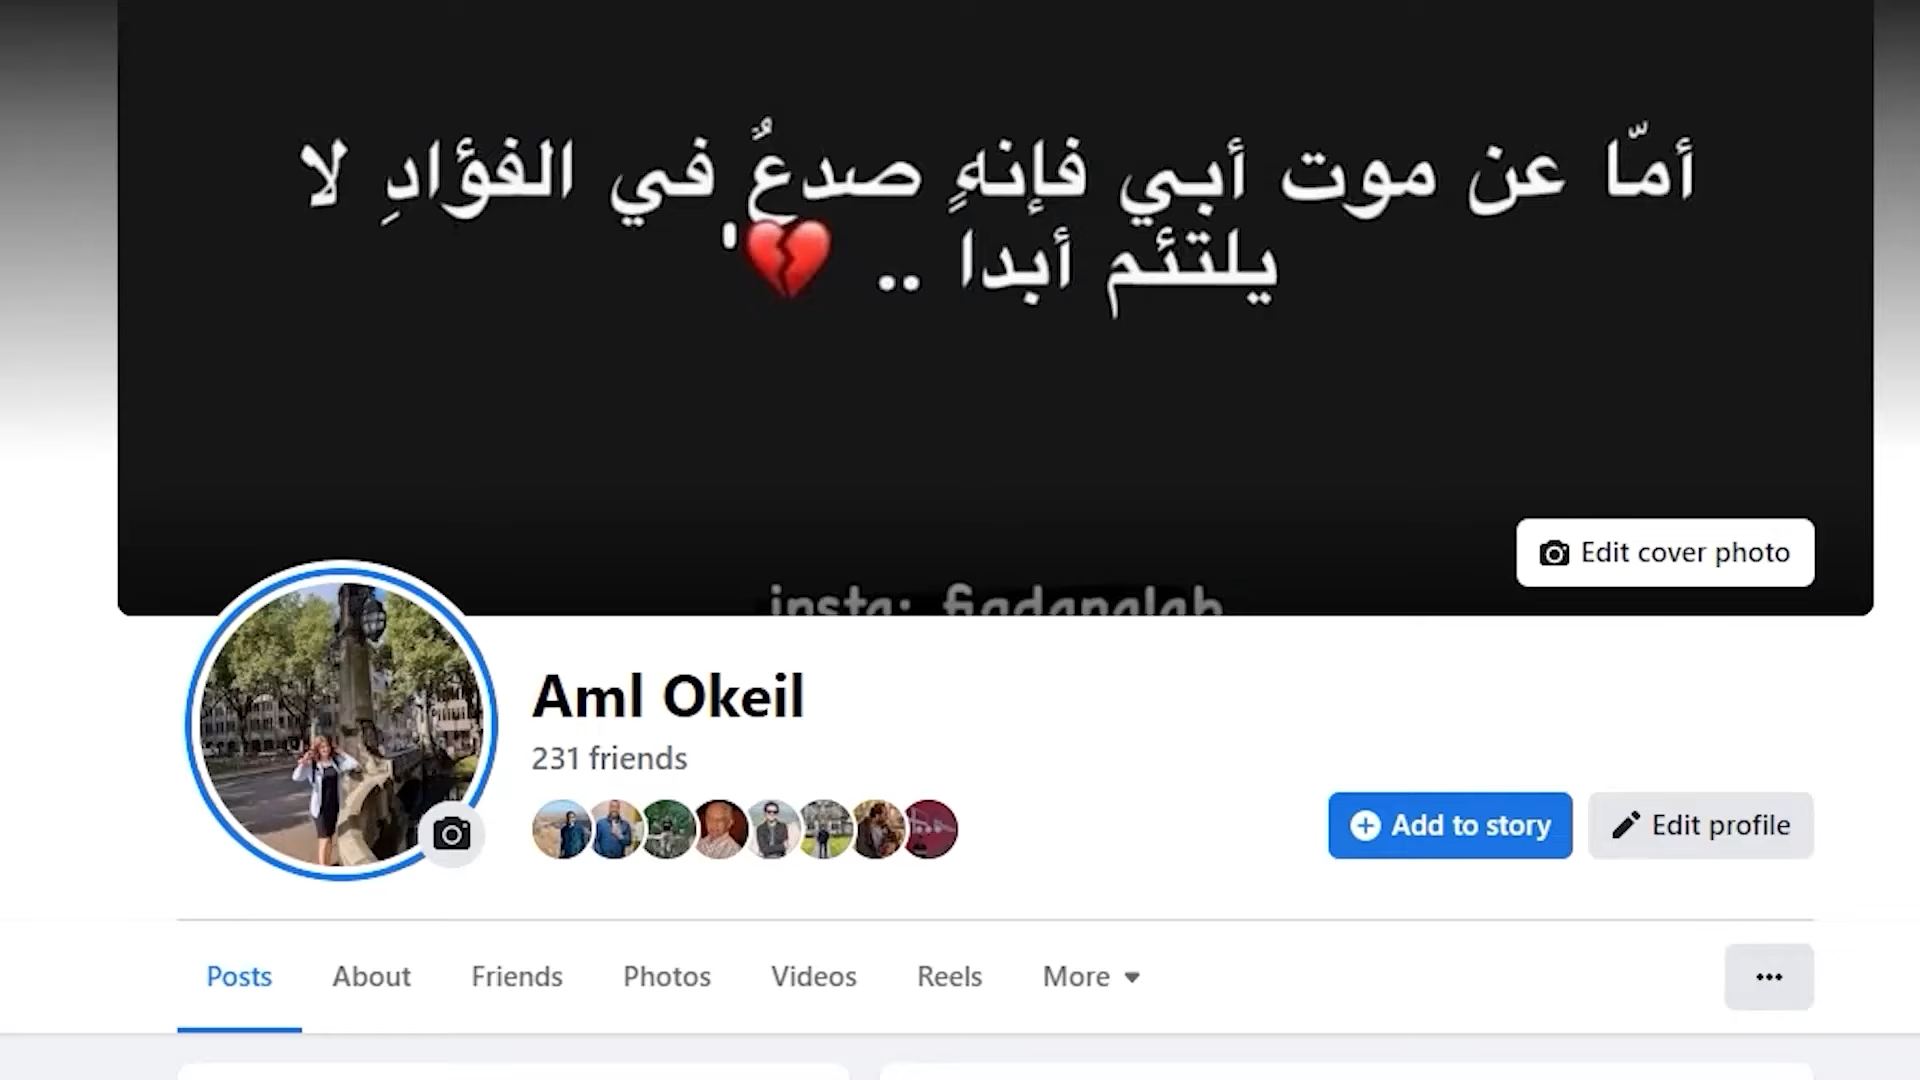 أمّا عن موت أبي فإنهِ صدعٌ في الفؤادِ لا
يلتئم أبدا .. 💔'
Edit cover photo
insta:
Aml Okeil
231 friends
Add to story
Edit profile
Posts About Friends Photos Videos Reels More